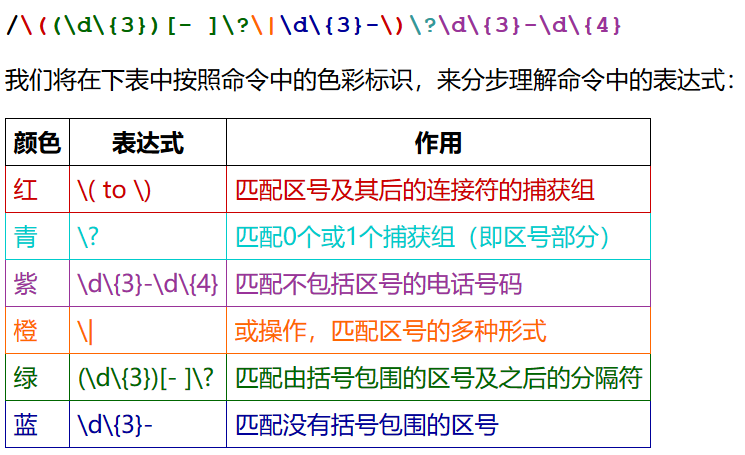 /\((\d\{3})[- ]\?\|\d\{3}-\)\?\d\{3}-\d\{4}
我们将在下表中按照命令中的色彩标识，来分步理解命令中的表达式：
颜色 表达式 作用
红 \( to \) 匹配区号及其后的连接符的捕获组
青 \? 匹配0个或1个捕获组（即区号部分）
紫 \d\{3}-\d\{4} 匹配不包括区号的电话号码
橙 \| 或操作，匹配区号的多种形式
绿 (\d\{3})[- ]\? 匹配由括号包围的区号及之后的分隔符
蓝 \d\{3}- 匹配没有括号包围的区号